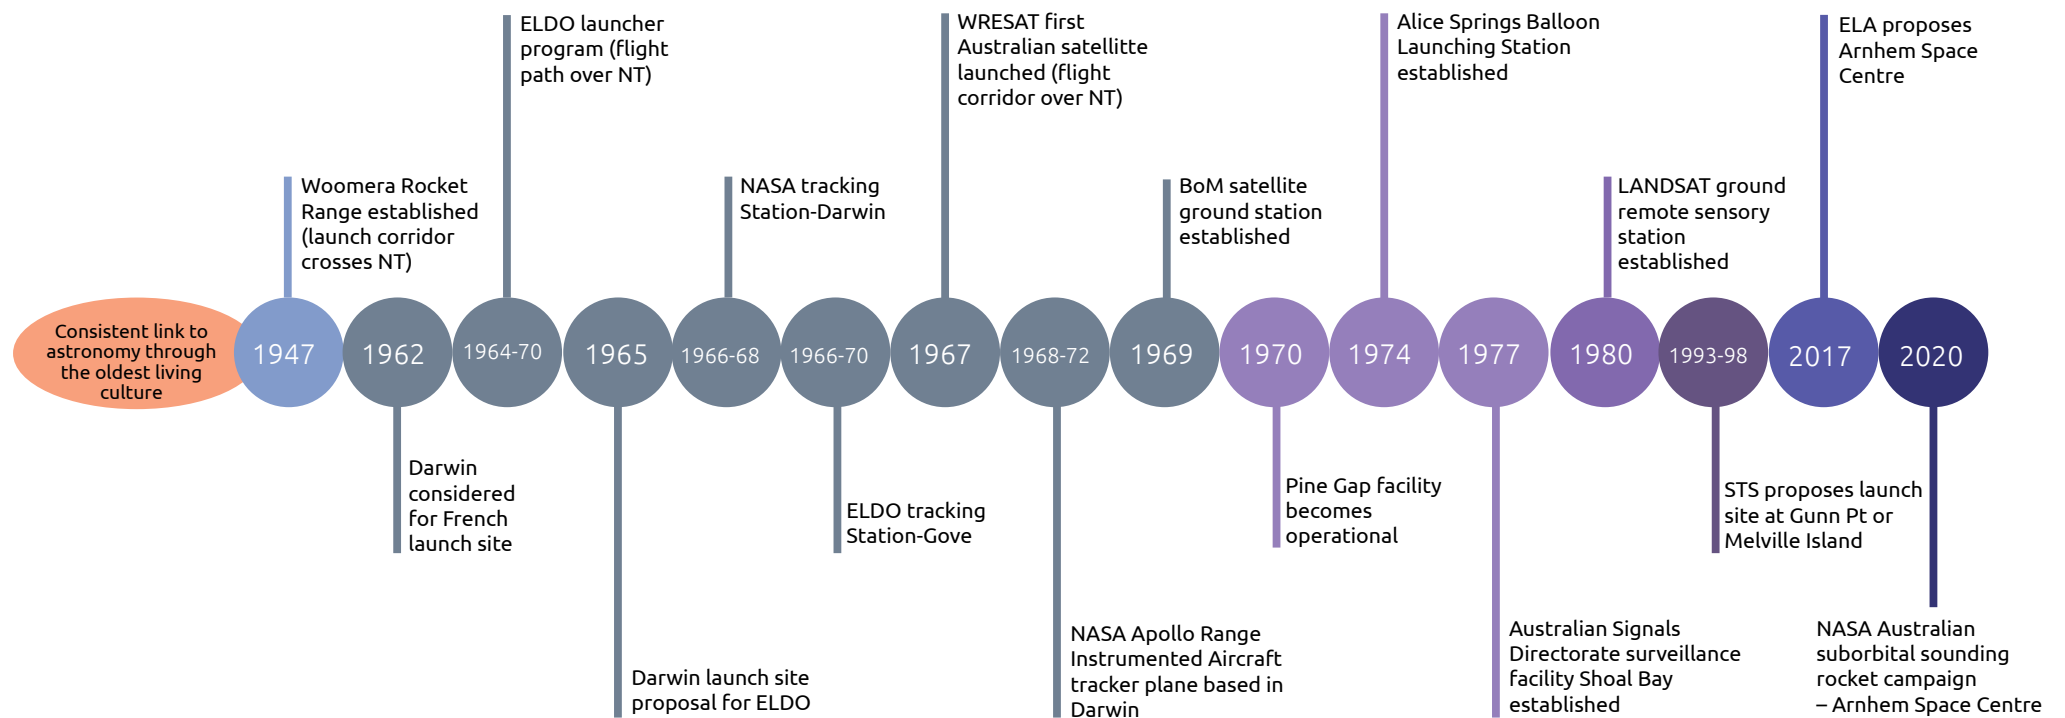 Consistent link to
astronomy through
the oldest living
culture
1947
Woomera Rocket
Range established
(launch corridor
crosses NT)
1962
Darwin
considered
for French
launch site
1964-70
ELDO launcher
program (flight
path over NT)
1965
Darwin launch site
proposal for ELDO
1966-68
NASA tracking
Station-Darwin
1966-70
ELDO tracking
Station-Gove
1967
WRESAT first
Australian satellitte
launched (flight
corridor over NT)
1968-72
NASA Apollo Range
Instrumented Aircraft
tracker plane based in
Darwin
1969
BoM satellite
ground station
established
1970
Pine Gap facility
becomes
operational
1974
Alice Springs Balloon
Launching Station
established
1977
Australian Signals
Directorate surveillance
facility Shoal Bay
established
1980
LANDSAT ground
remote sensory
station
established
1993-98
STS proposes launch
site at Gunn Pt or
Melville Island
2017
ELA proposes
Arnhem Space
Centre
2020
NASA Australian
suborbital sounding
rocket campaign
– Arnhem Space Centre